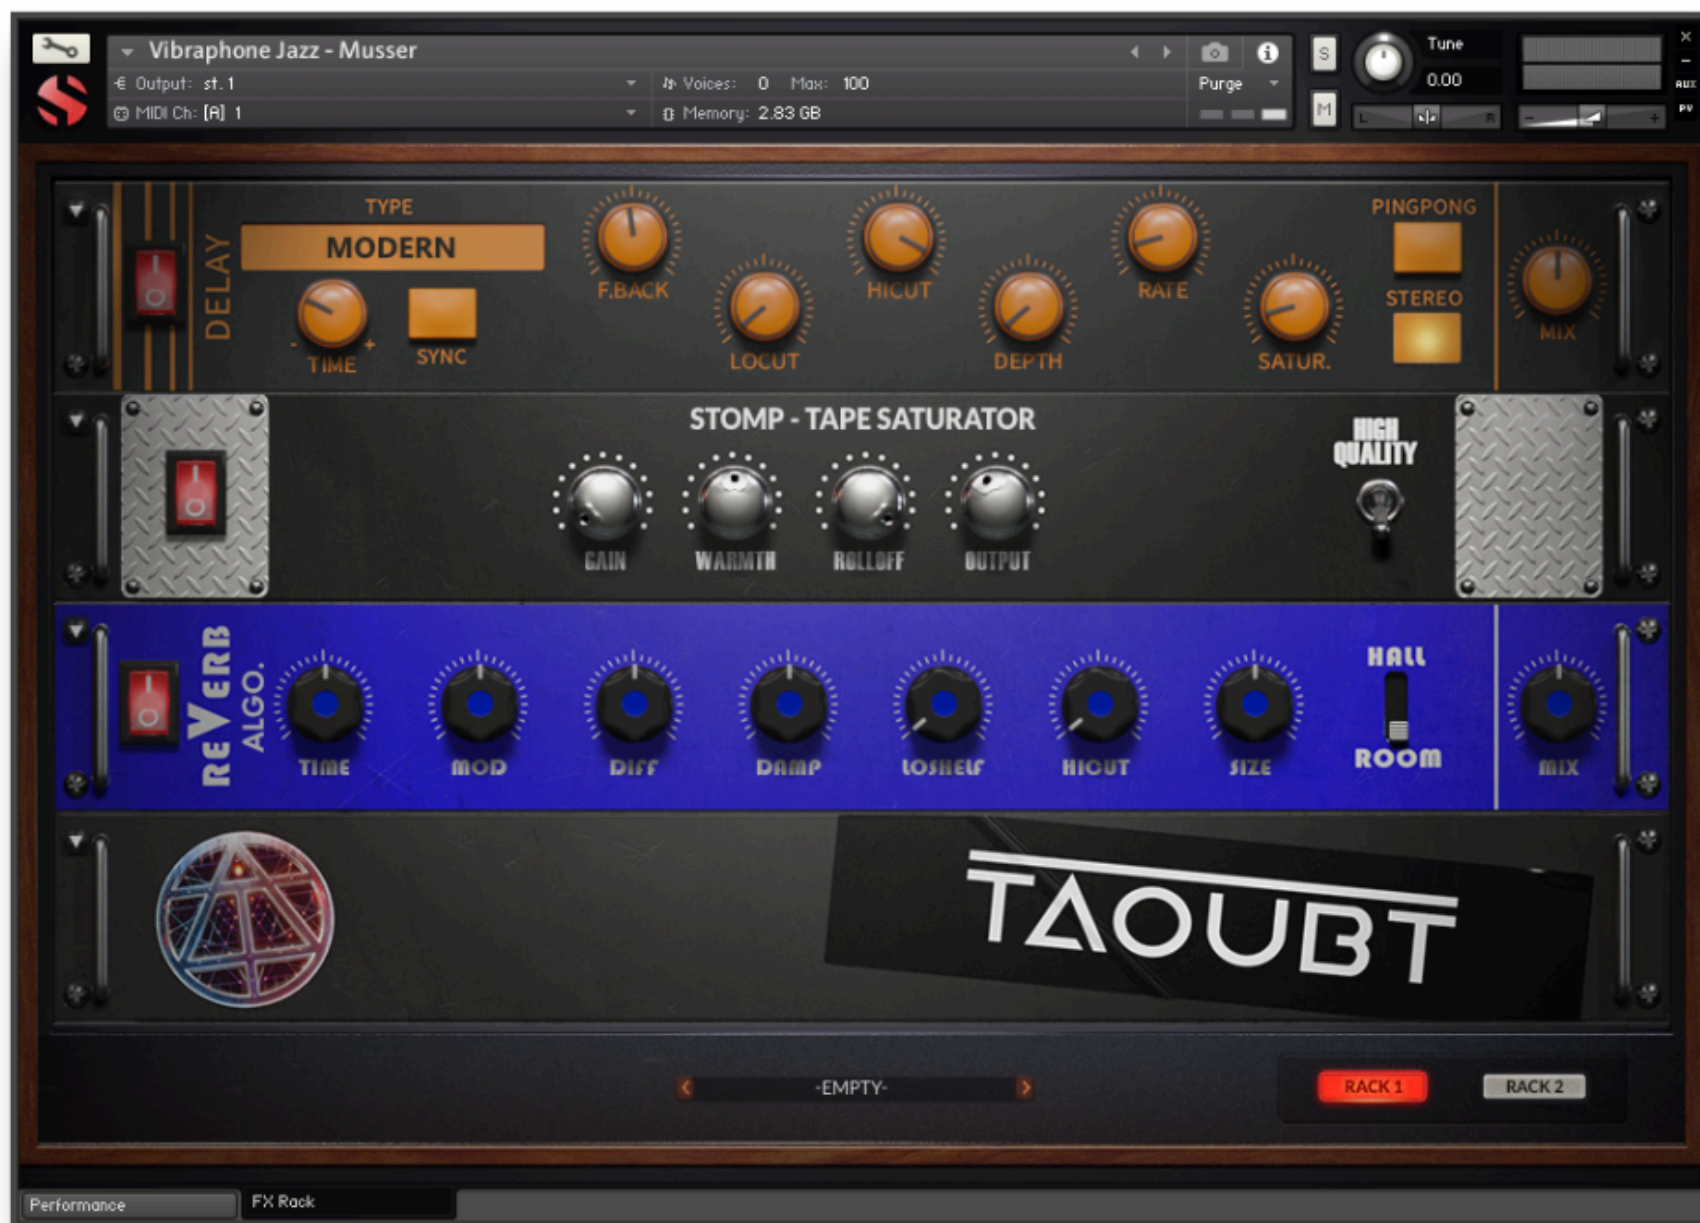 Vibraphone Jazz - Musser
Output: st. 1
Voices: 0 Max: 100
Purge
MIDI Ch: [A] 1
Memory: 2.83 GB
S
M
Tune
0.00
L
R
-
+
×
-
AUX
PV
DELAY
TYPE
MODERN
- TIME +
SYNC
F.BACK
LOCUT
HICUT
DEPTH
RATE
SATUR.
PINGPONG
STEREO
MIX
STOMP - TAPE SATURATOR
GAIN
WARMTH
ROLLOFF
OUTPUT
HIGH
QUALITY
REVERB
ALGO.
TIME
MOD
DIFF
DAMP
LOSHELF
HICUT
SIZE
HALL
ROOM
MIX
TAOUBT
-EMPTY-
RACK 1
RACK 2
Performance
FX Rack